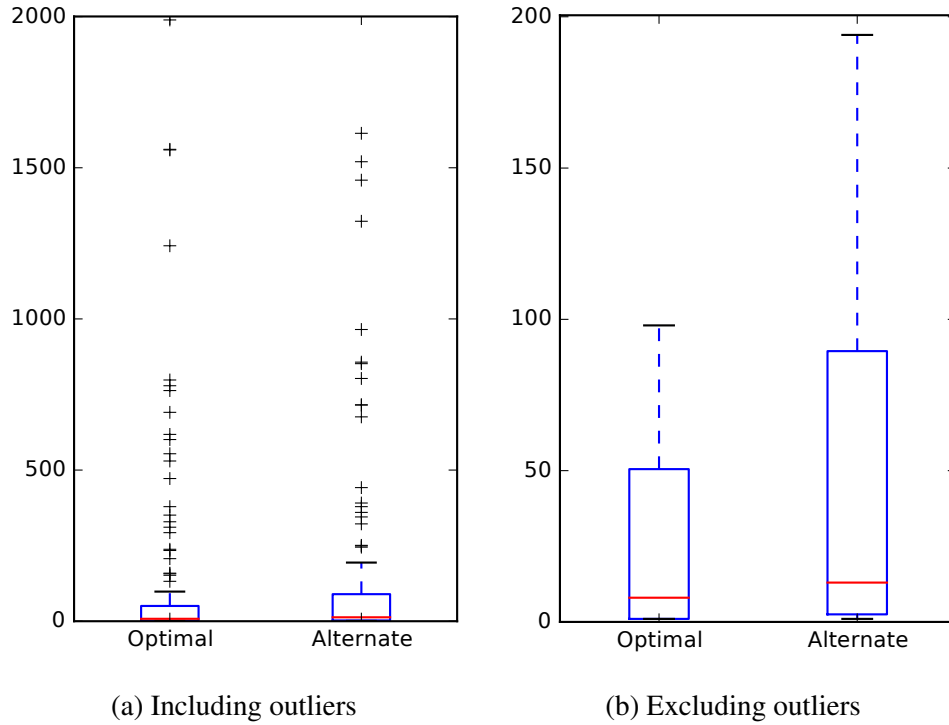 2000
1500
1000
500
0
Optimal Alternate
(a) Including outliers
200
150
100
50
0
Optimal Alternate
(b) Excluding outliers